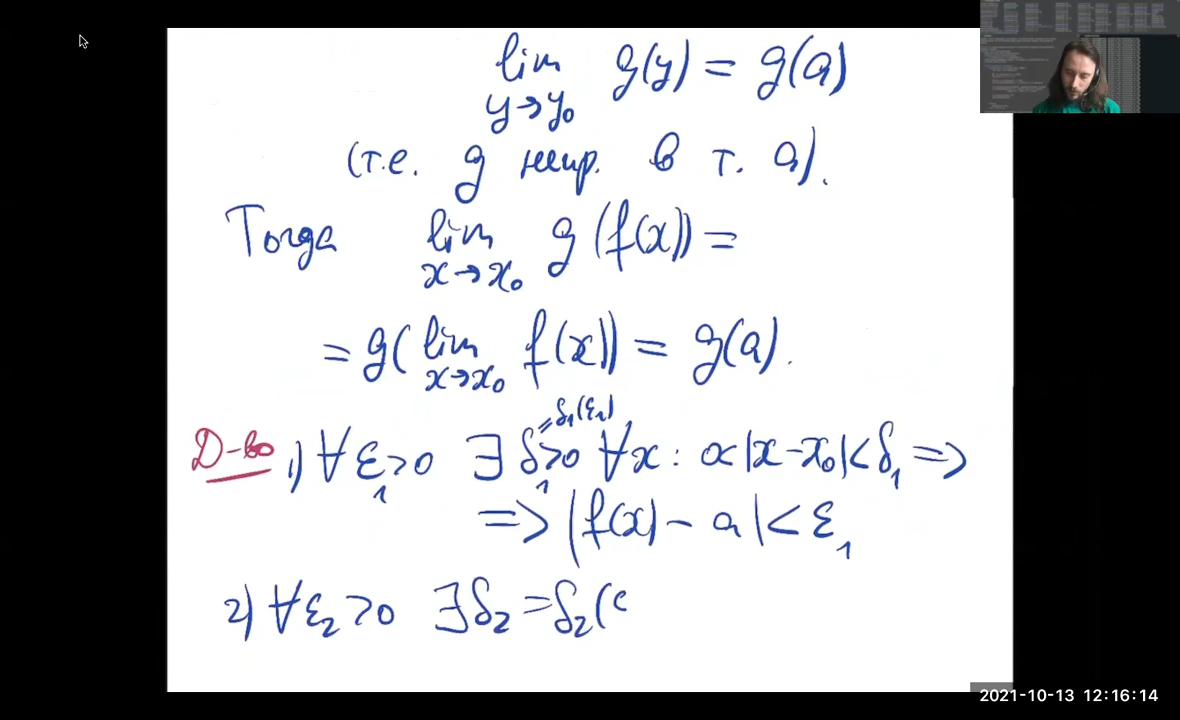 lim g(y) = g(a)
y→y₀
(т.е. g непр. в т. a).
Тогда lim g(f(x)) =
x→x₀
= g(lim f(x)) = g(a).
x→x₀
=δ₁(ε₁)
Д-во 1) ∀ε₁>0 ∃δ₁>0 ∀x: 0<|x-x₀|<δ₁ =>
=> |f(x) - a| < ε₁
2) ∀ε₂>0 ∃δ₂=δ₂(
2021-10-13 12:16:14